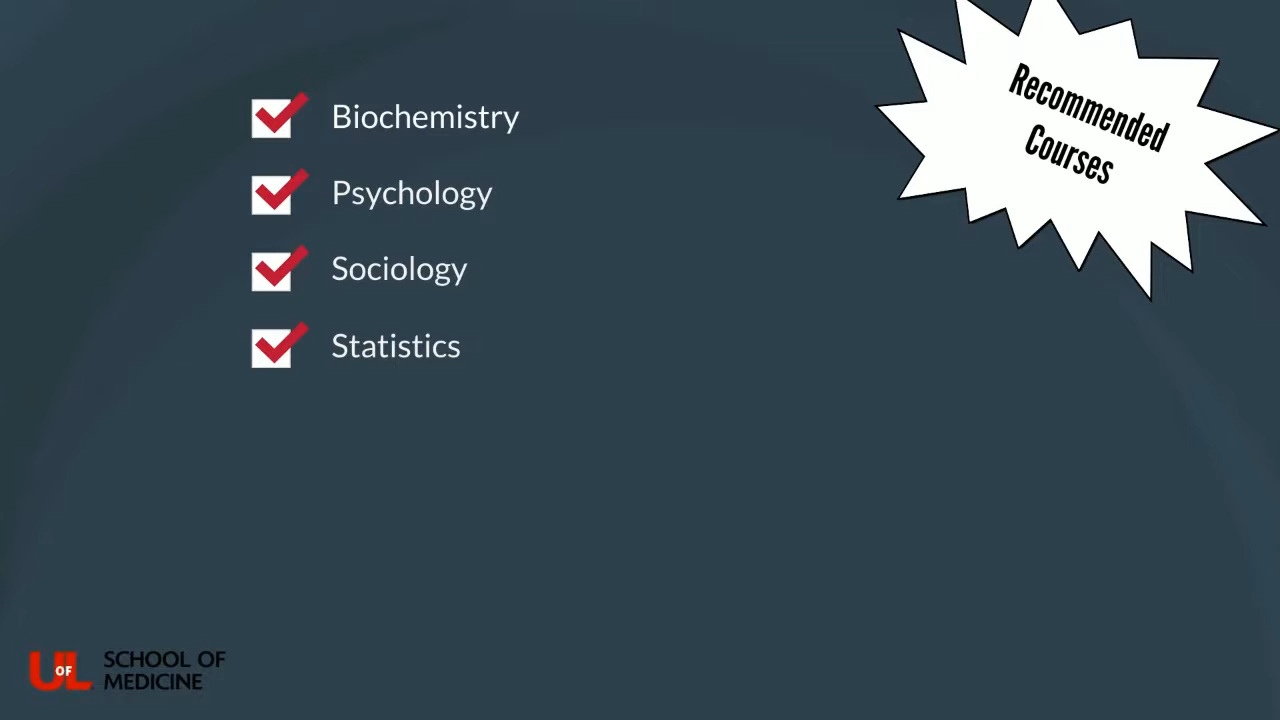 Recommended
Courses
Biochemistry
Psychology
Sociology
Statistics
UofL SCHOOL OF
MEDICINE